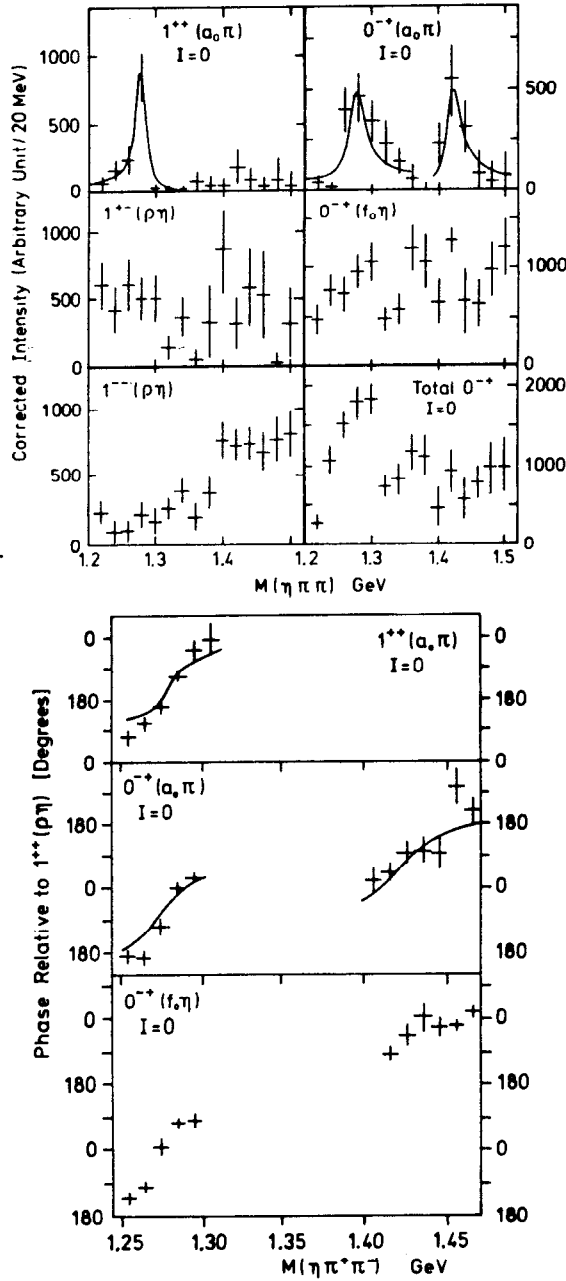 1⁺⁺(a₀π)
I=0
0⁻⁺(a₀π)
I=0
1000
500
0
500
0
1⁺⁻(ρη)
0⁻⁺(f₀η)
1000
500
0
1000
0
1⁻⁻(ρη)
Total 0⁻⁺
I=0
1000
500
0
2000
1000
0
Corrected Intensity (Arbitrary Unit/20 MeV)
1.2 1.3 1.4 1.2 1.3 1.4 1.5
M(ηππ) GeV
1⁺⁺(a₀π)
I=0
0
180
0
0
180
0
0⁻⁺(a₀π)
I=0
180
0
180
180
0
180
0⁻⁺(f₀η)
I=0
0
180
0
180
0
180
0
180
Phase Relative to 1⁺⁺(ρη) [Degrees]
1.25 1.30 1.35 1.40 1.45
M(ηπ⁺π⁻) GeV